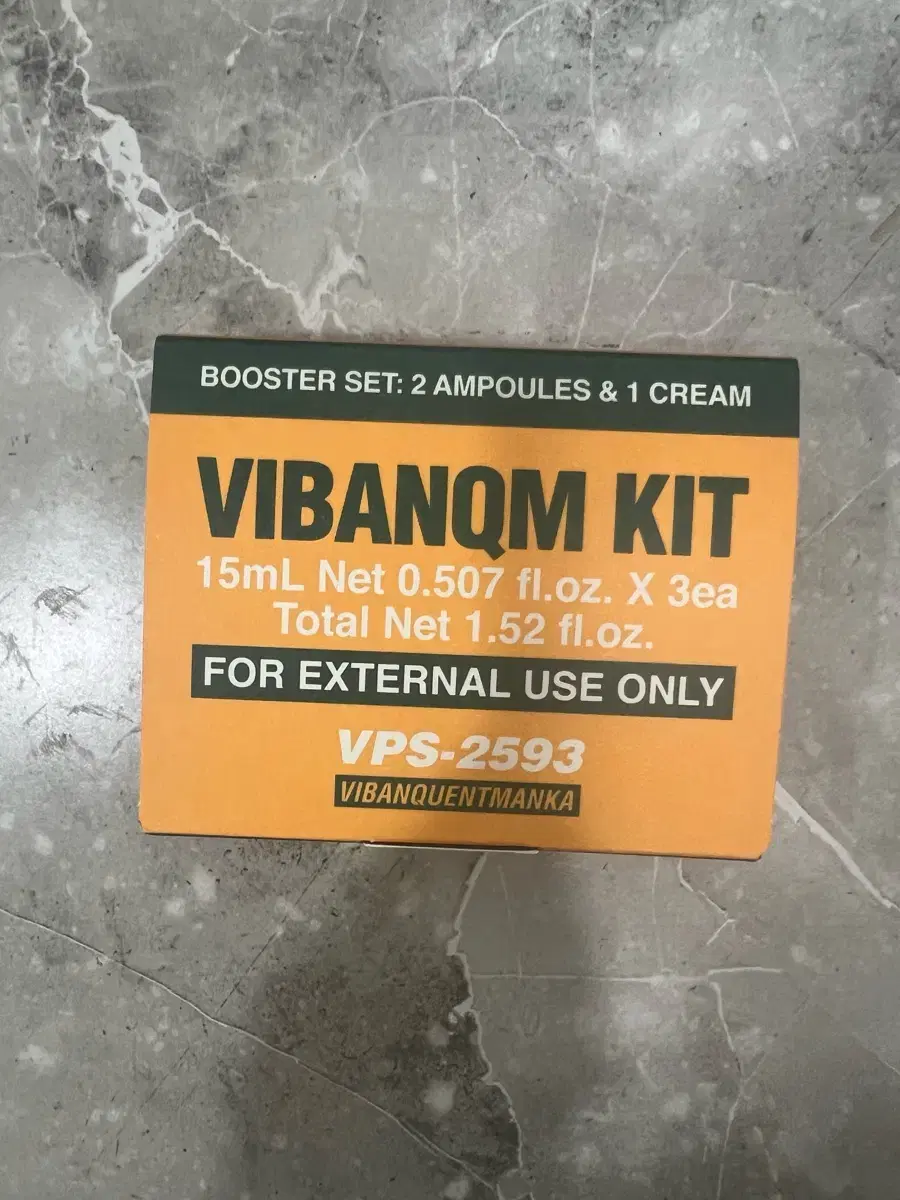 BOOSTER SET: 2 AMPOULES & 1 CREAM
VIBANQM KIT
15mL Net 0.507 fl.oz. X 3ea
Total Net 1.52 fl.oz.
FOR EXTERNAL USE ONLY
VPS-2593
VIBANQUENTMANKA